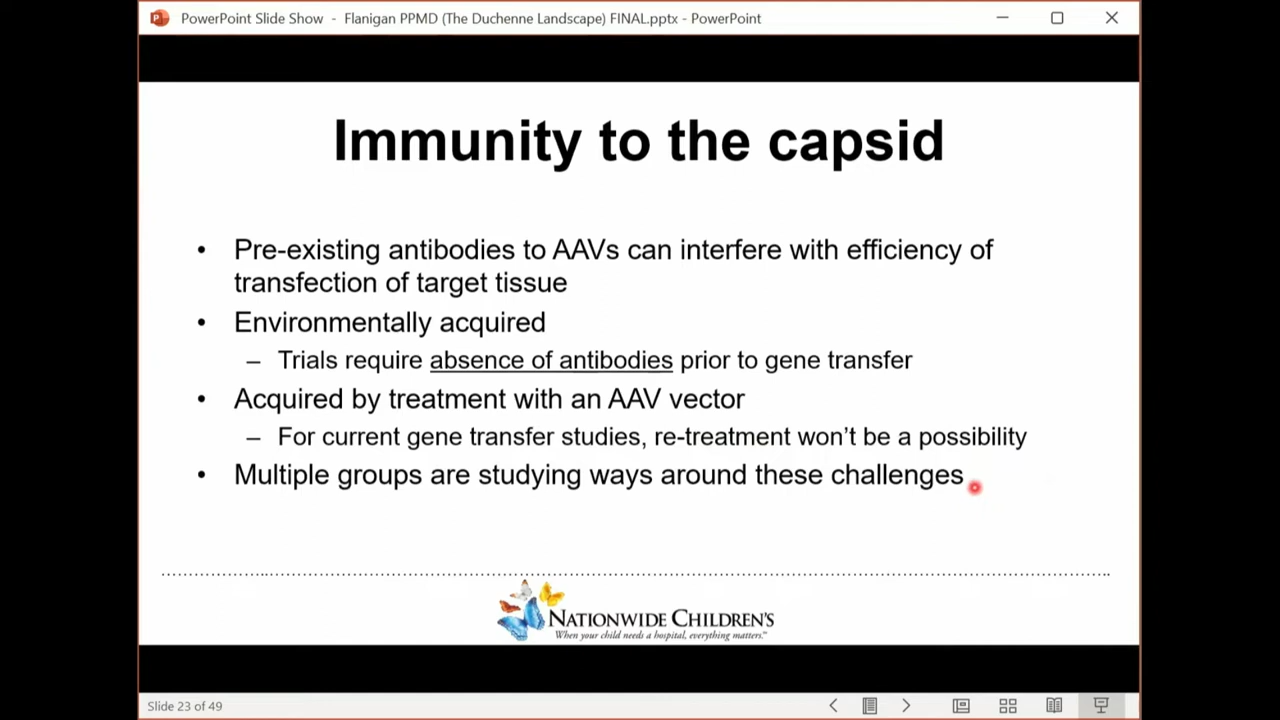 PowerPoint Slide Show - Flanigan PPMD (The Duchenne Landscape) FINAL.pptx - PowerPoint
Immunity to the capsid
• Pre-existing antibodies to AAVs can interfere with efficiency of
transfection of target tissue
• Environmentally acquired
– Trials require absence of antibodies prior to gene transfer
• Acquired by treatment with an AAV vector
– For current gene transfer studies, re-treatment won't be a possibility
• Multiple groups are studying ways around these challenges
NATIONWIDE CHILDREN'S
When your child needs a hospital, everything matters.™
Slide 23 of 49